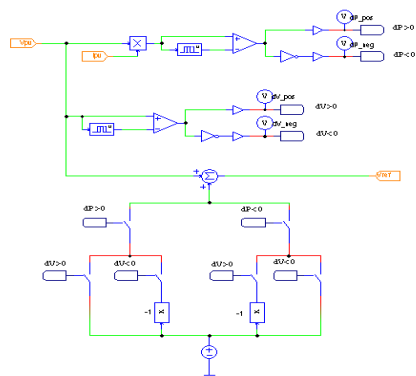 Vpv
Ipv
V dP_pos
dP>0
V dP_neg
dP<0
V dV_pos
dV>0
V dV_neg
dV<0
Vref
dP>0 dP<0
dV>0 dV<0 dV>0 dV<0
-1 K -1 K